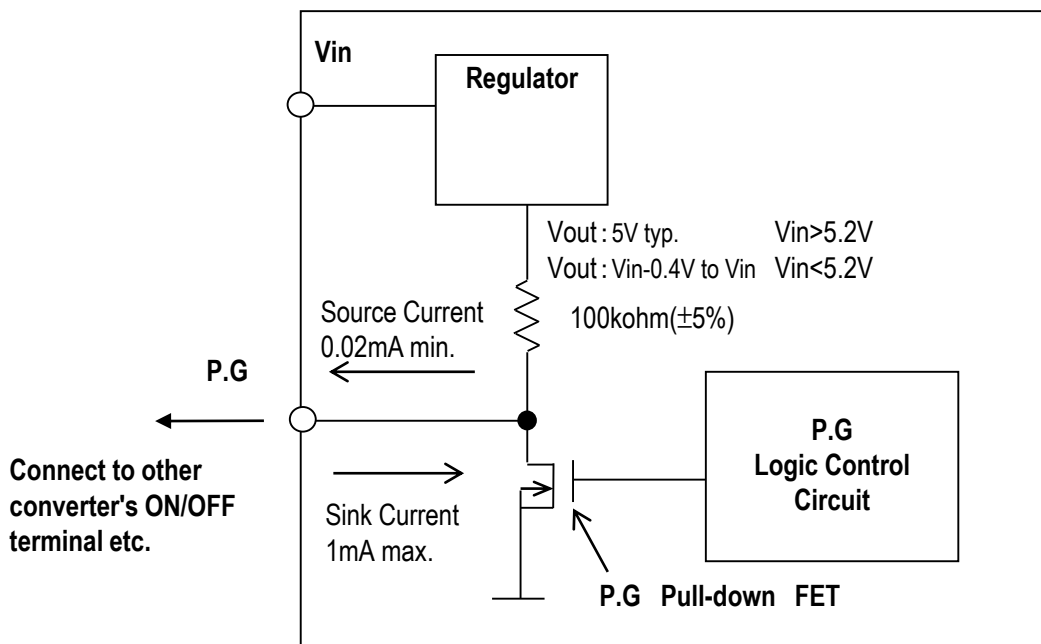 Vin
Regulator
Vout : 5V typ. Vin>5.2V
Vout : Vin-0.4V to Vin Vin<5.2V
100kohm(±5%)
Source Current
0.02mA min.
P.G
Connect to other
converter's ON/OFF
terminal etc.
Sink Current
1mA max.
P.G
Logic Control
Circuit
P.G Pull-down FET